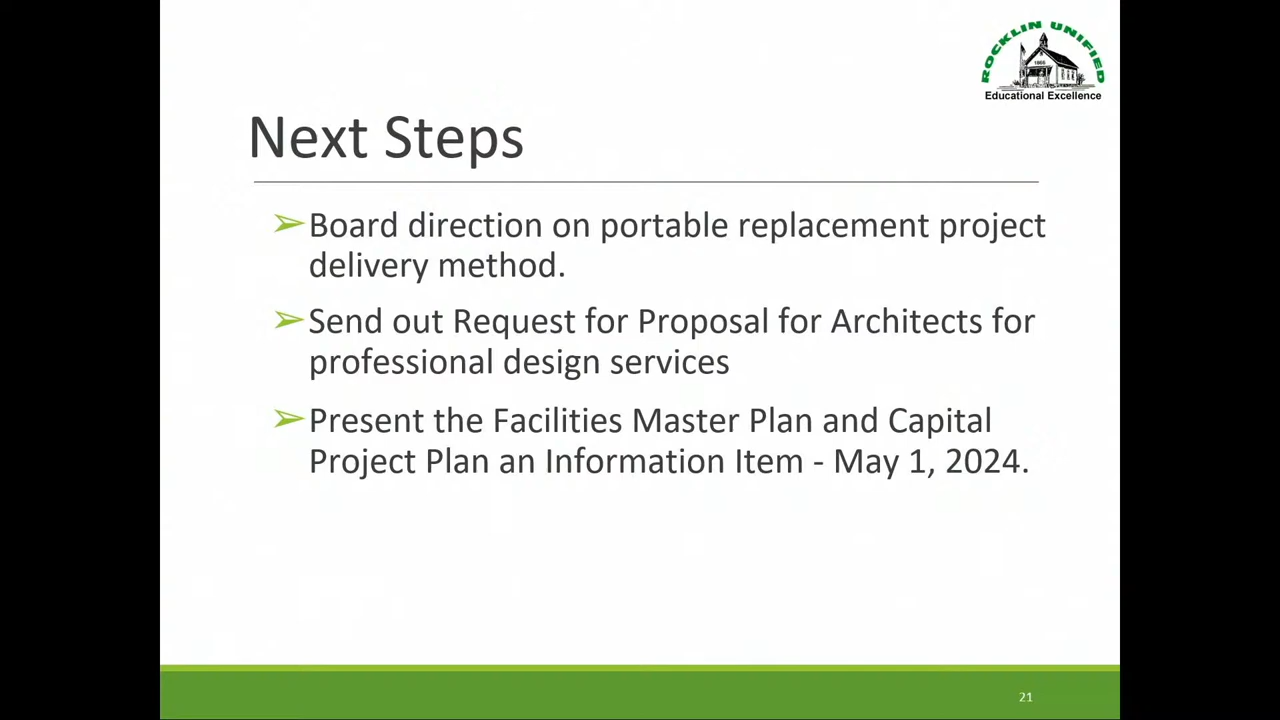 ROCKLIN UNIFIED
1866
Educational Excellence
Next Steps
➢Board direction on portable replacement project
delivery method.
➢Send out Request for Proposal for Architects for
professional design services
➢Present the Facilities Master Plan and Capital
Project Plan an Information Item - May 1, 2024.
21